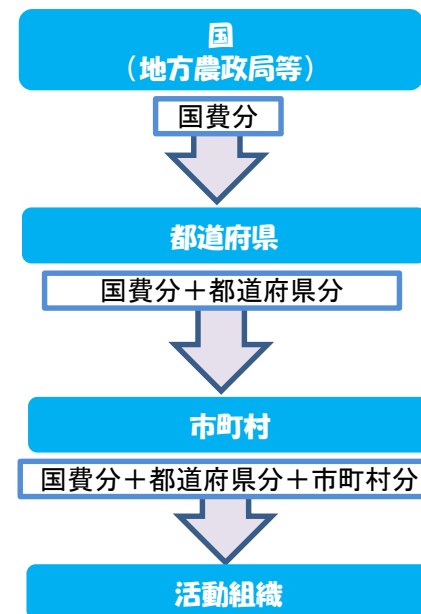 国
（地方農政局等）
国費分
都道府県
国費分＋都道府県分
市町村
国費分＋都道府県分＋市町村分
活動組織